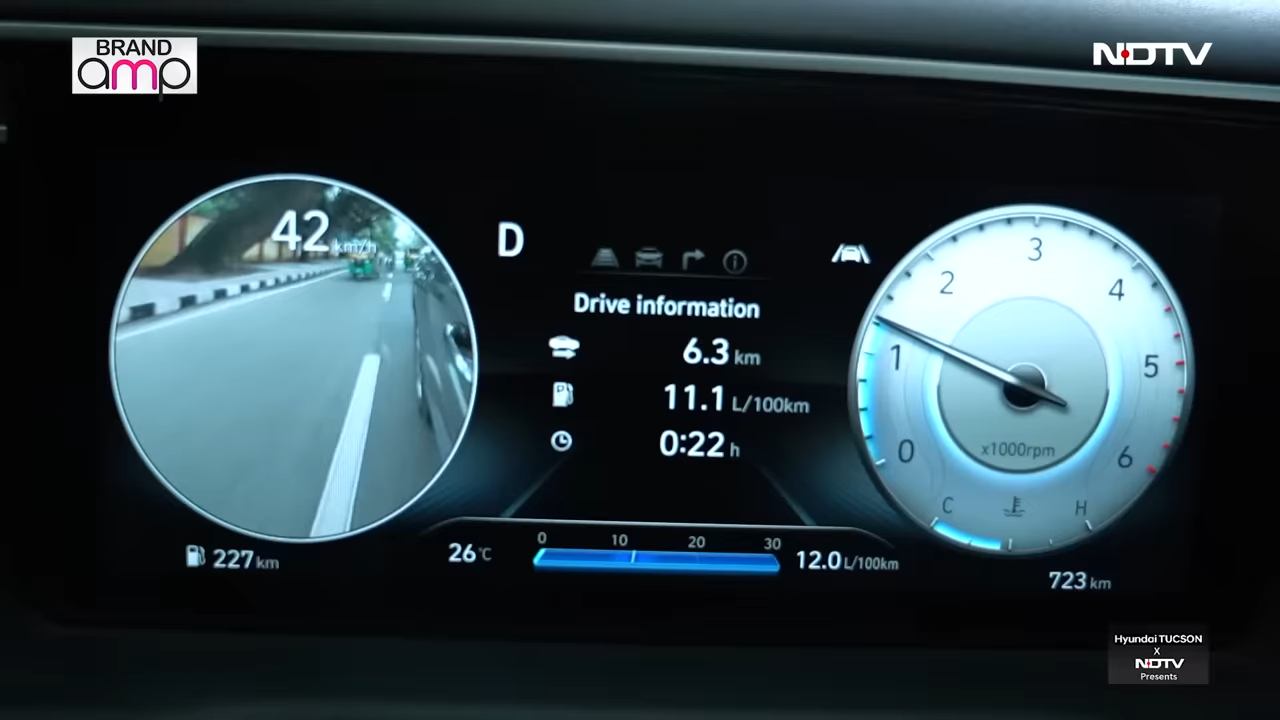 BRAND
amp
NDTV
42 km/h
D
Drive information
6.3 km
11.1 L/100km
0:22 h
0 1 2 3 4 5 6
x1000rpm
C H
227 km
26 °C
0 10 20 30
12.0 L/100km
723 km
Hyundai TUCSON
X
NDTV
Presents